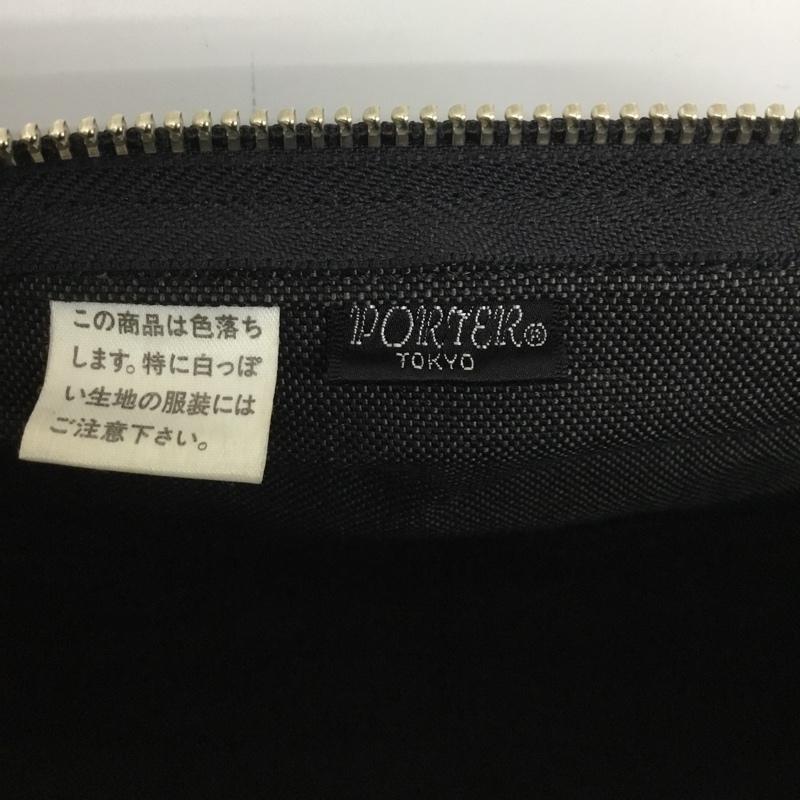 この商品は色落ち
します。特に白っぽ
い生地の服装には
ご注意下さい。
PORTER®
TOKYO